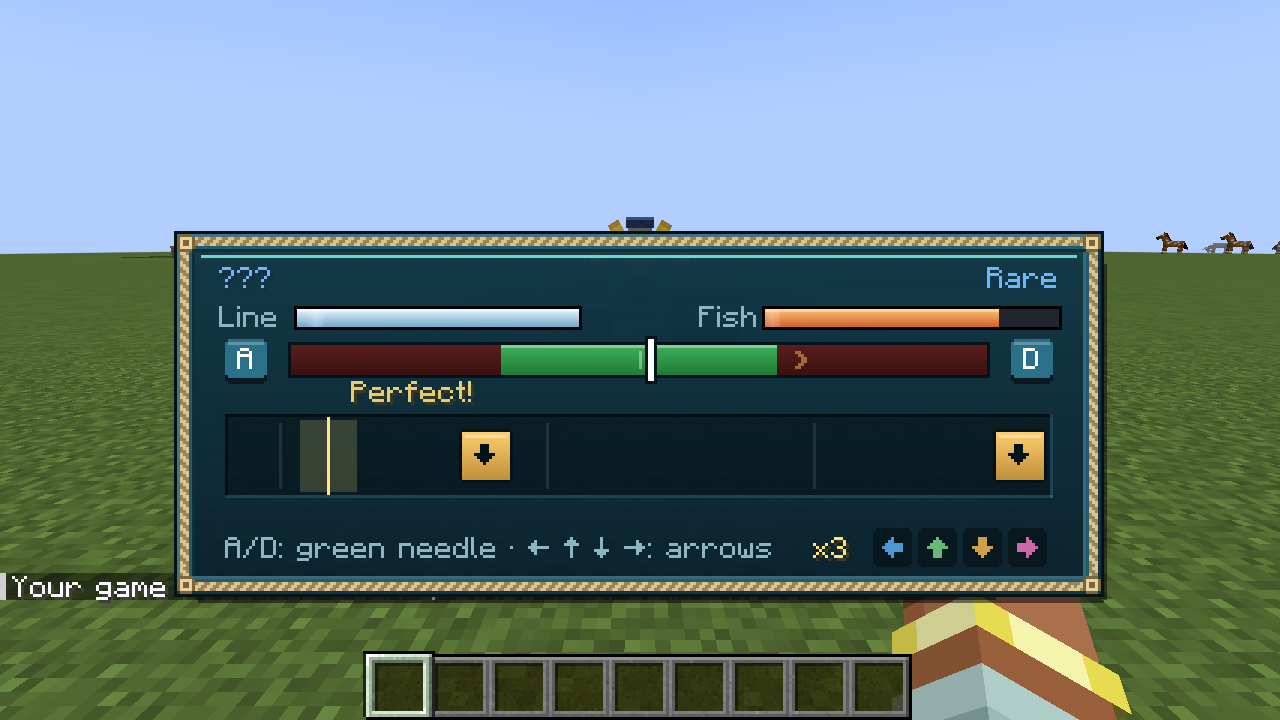 ??? Rare
Line Fish
A D
Perfect!
A/D: green needle · ← ↑ ↓ →: arrows x3
Your game